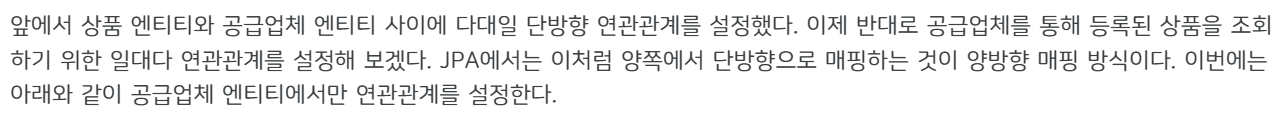 앞에서 상품 엔티티와 공급업체 엔티티 사이에 다대일 단방향 연관관계를 설정했다. 이제 반대로 공급업체를 통해 등록된 상품을 조회
하기 위한 일대다 연관관계를 설정해 보겠다. JPA에서는 이처럼 양쪽에서 단방향으로 매핑하는 것이 양방향 매핑 방식이다. 이번에는
아래와 같이 공급업체 엔티티에서만 연관관계를 설정한다.